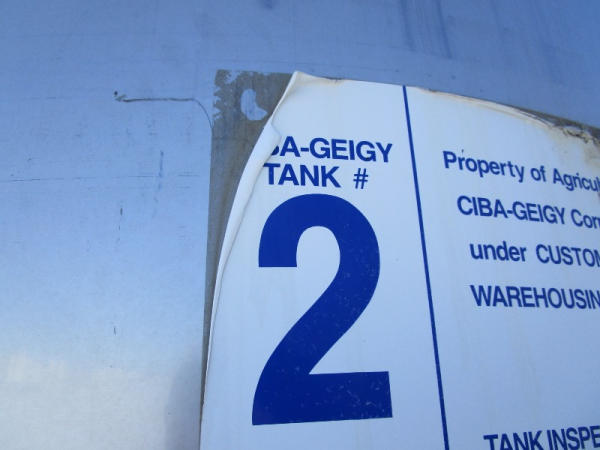 BA-GEIGY
TANK #
2
Property of Agricul
CIBA-GEIGY Cor
under CUSTOM
WAREHOUSIN
TANK INSPE